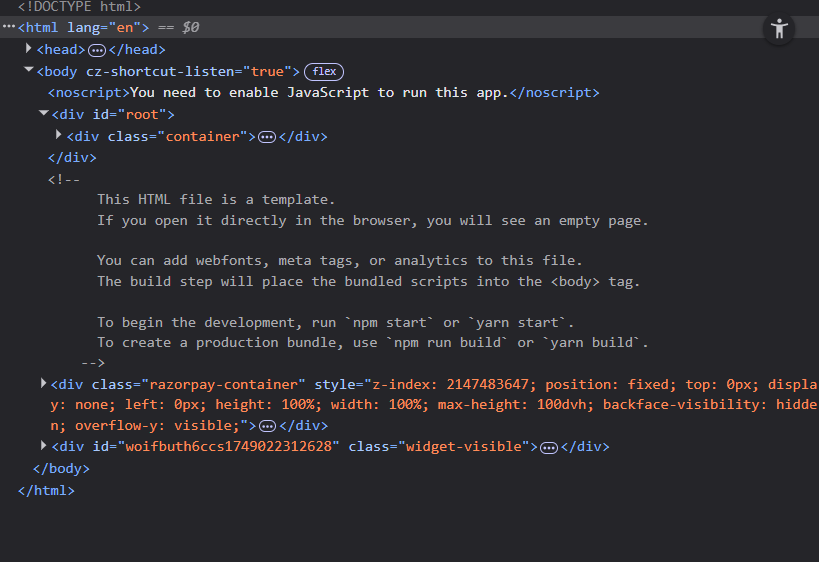 <!DOCTYPE html>
<html lang="en"> == $0
<head>…</head>
<body cz-shortcut-listen="true"> flex
<noscript>You need to enable JavaScript to run this app.</noscript>
<div id="root">
<div class="container">…</div>
</div>
<!--
This HTML file is a template.
If you open it directly in the browser, you will see an empty page.
You can add webfonts, meta tags, or analytics to this file.
The build step will place the bundled scripts into the <body> tag.
To begin the development, run `npm start` or `yarn start`.
To create a production bundle, use `npm run build` or `yarn build`.
-->
<div class="razorpay-container" style="z-index: 2147483647; position: fixed; top: 0px; displa
y: none; left: 0px; height: 100%; width: 100%; max-height: 100dvh; backface-visibility: hidde
n; overflow-y: visible;">…</div>
<div id="woifbuth6ccs1749022312628" class="widget-visible">…</div>
</body>
</html>